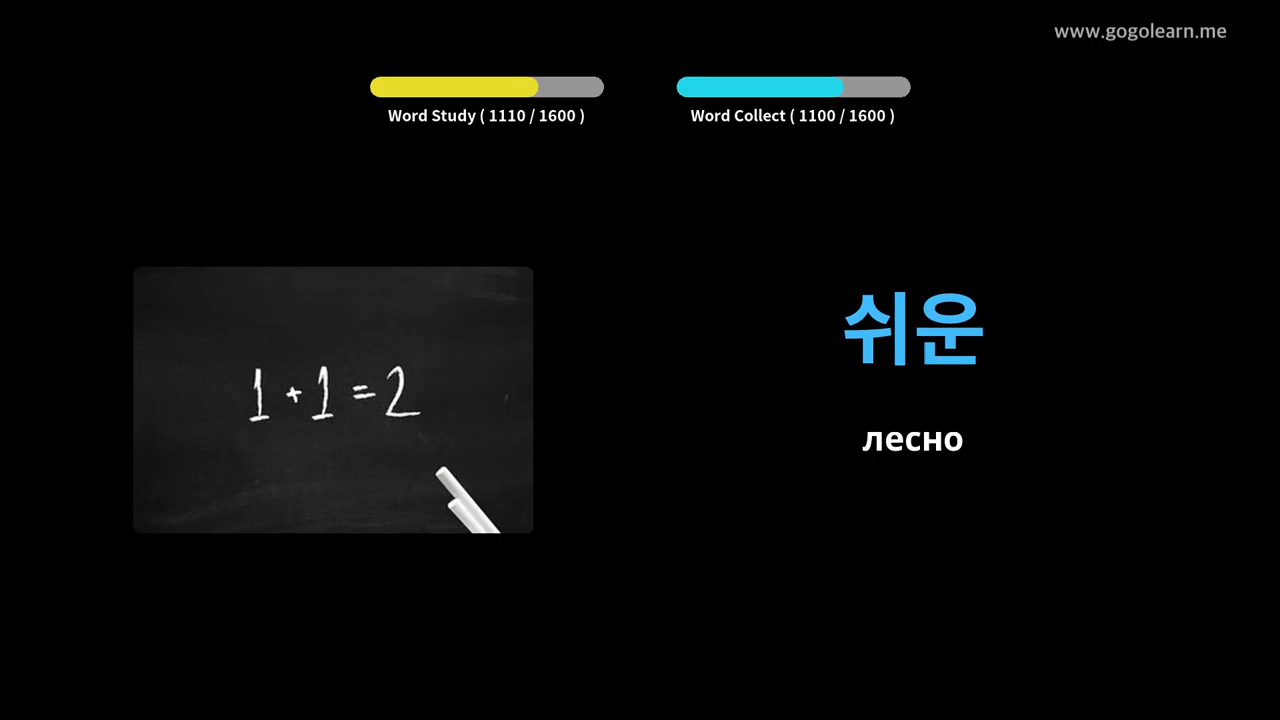 www.gogolearn.me
Word Study ( 1110 / 1600 )
Word Collect ( 1100 / 1600 )
1 + 1 = 2
쉬운
лесно